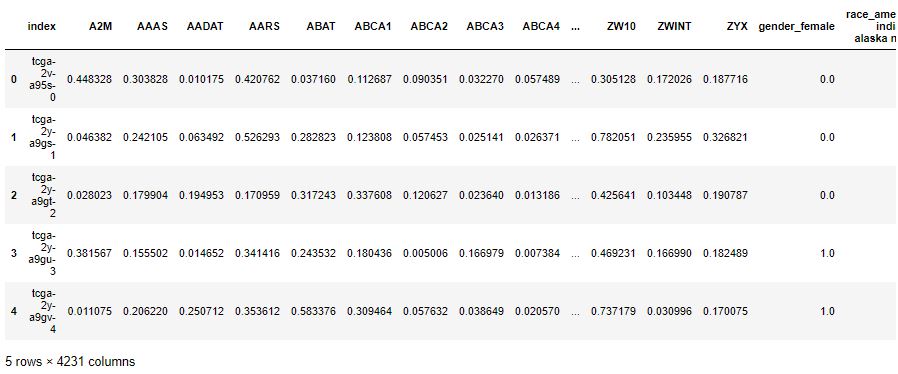 race_ame
indi
index A2M AAAS AADAT AARS ABAT ABCA1 ABCA2 ABCA3 ABCA4 ... ZW10 ZWINT ZYX gender_female
alaska n
tcga-
2v-
0 a95s- 0.448328 0.303828 0.010175 0.420762 0.037160 0.112687 0.090351 0.032270 0.057489 ... 0.305128 0.172026 0.187716 0.0
0
tcga-
2y-
1 a9gs- 0.046382 0.242105 0.063492 0.526293 0.282823 0.123808 0.057453 0.025141 0.026371 ... 0.782051 0.235955 0.326821 0.0
1
tcga-
2y-
2 a9gt- 0.028023 0.179904 0.194953 0.170959 0.317243 0.337608 0.120627 0.023640 0.013186 ... 0.425641 0.103448 0.190787 0.0
2
tcga-
2y-
3 a9gu- 0.381567 0.155502 0.014652 0.341416 0.243532 0.180436 0.005006 0.166979 0.007384 ... 0.469231 0.166990 0.182489 1.0
3
tcga-
2y-
4 a9gv- 0.011075 0.206220 0.250712 0.353612 0.583376 0.309464 0.057632 0.038649 0.020570 ... 0.737179 0.030996 0.170075 1.0
4
5 rows × 4231 columns